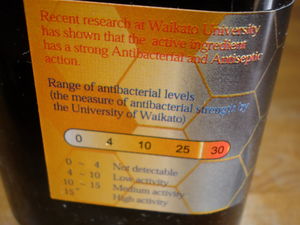 Recent research at Waikato University
has shown that the active ingredient
has a strong Antibacterial and Antiseptic
action.
Range of antibacterial levels
(the measure of antibacterial strength by
the University of Waikato)
0 4 10 25 30
0 - 4 Not detectable
4 - 10 Low activity
10 - 15 Medium activity
15+ High activity